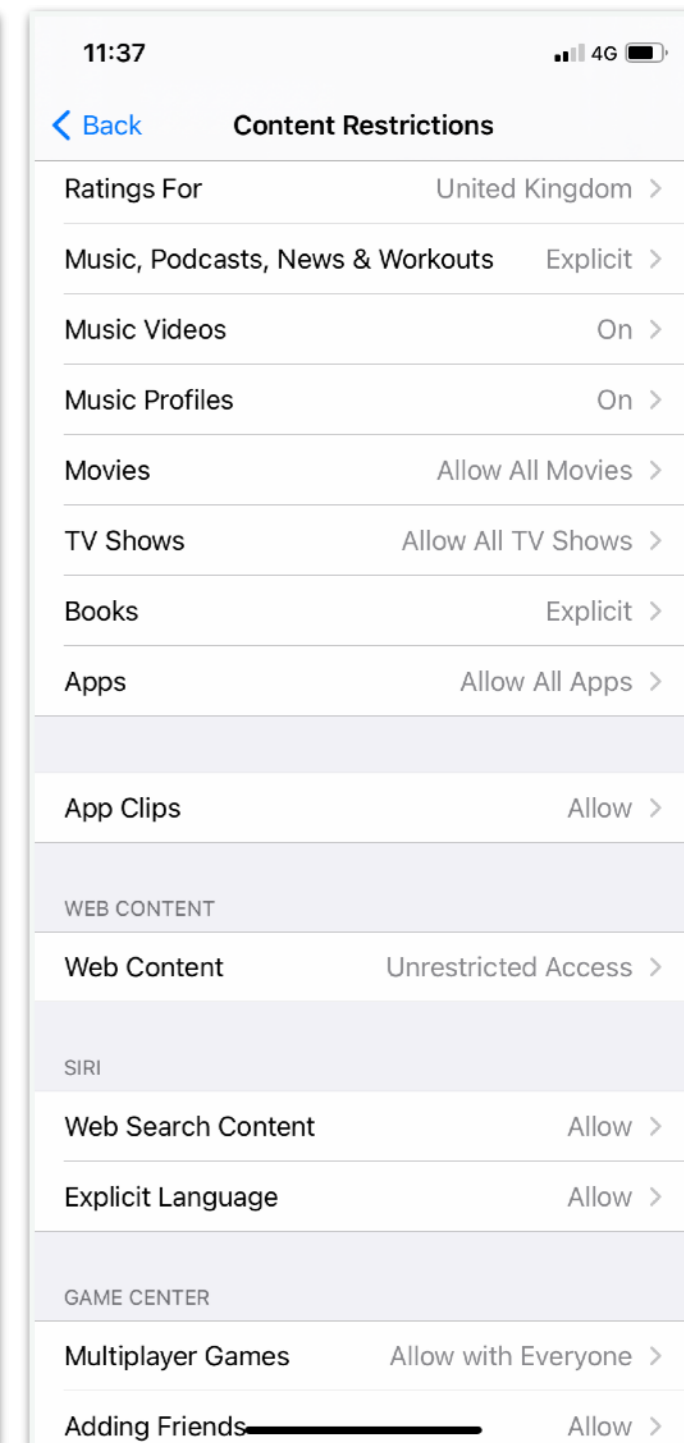 11:37 4G
Back Content Restrictions
Ratings For United Kingdom
Music, Podcasts, News & Workouts Explicit
Music Videos On
Music Profiles On
Movies Allow All Movies
TV Shows Allow All TV Shows
Books Explicit
Apps Allow All Apps
App Clips Allow
WEB CONTENT
Web Content Unrestricted Access
SIRI
Web Search Content Allow
Explicit Language Allow
GAME CENTER
Multiplayer Games Allow with Everyone
Adding Friends Allow